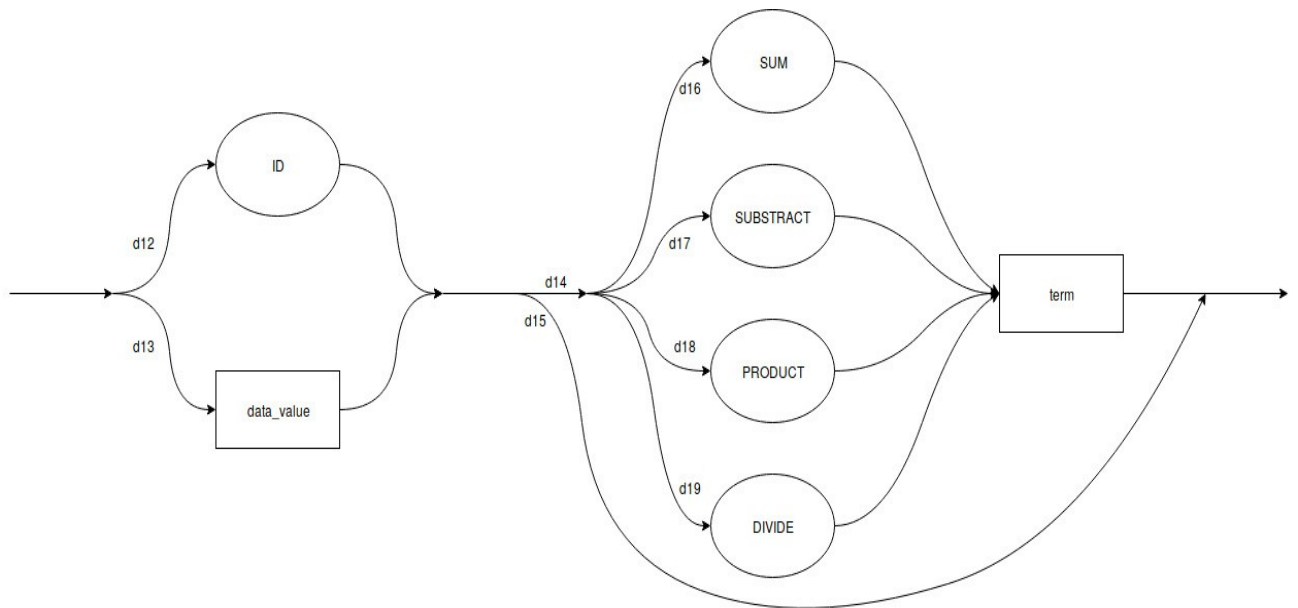 SUM
d16
ID
SUBSTRACT
d12
d17
d14
term
d15
d13
d18
PRODUCT
data_value
d19
DIVIDE